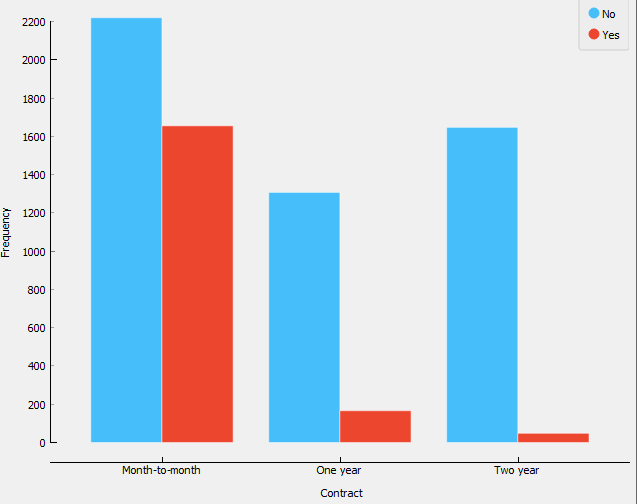 No
Yes
2200
2000
1800
1600
1400
1200
1000
800
600
400
200
0
Frequency
Month-to-month
One year
Two year
Contract